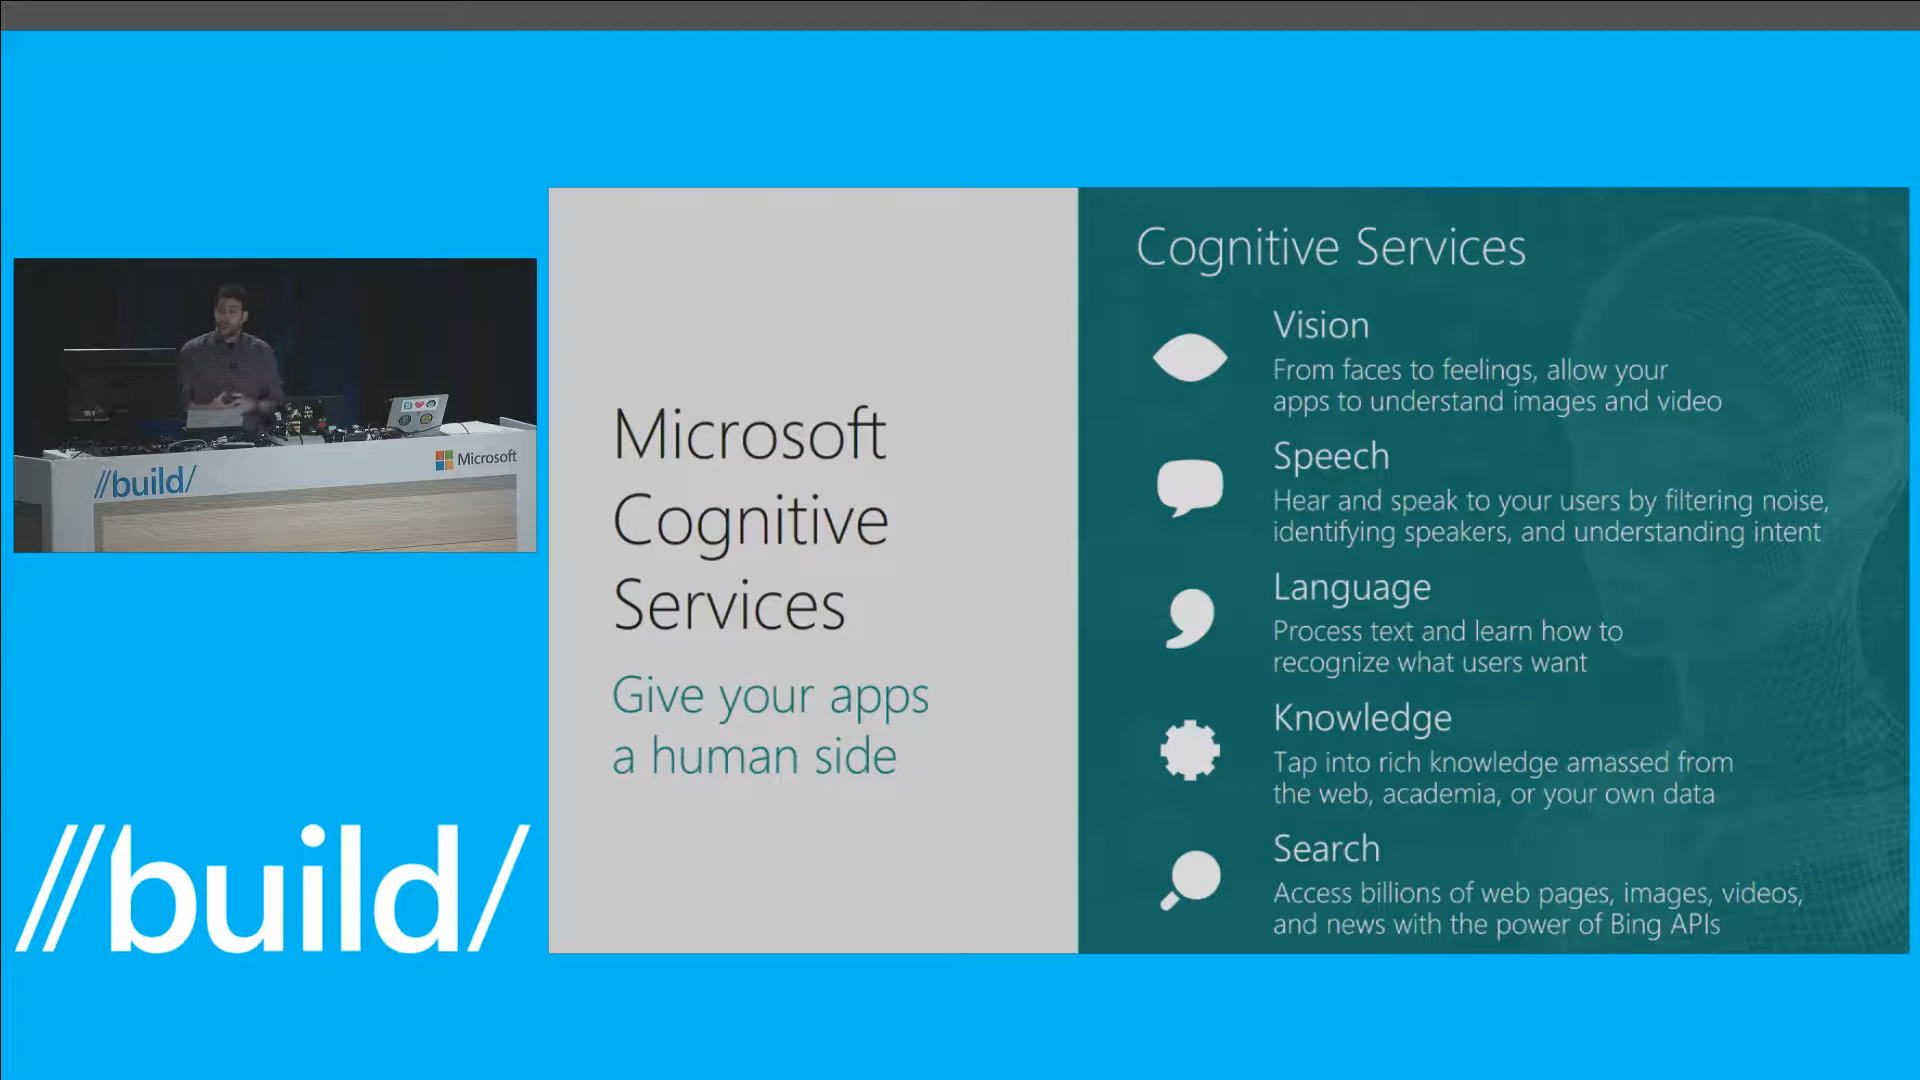 //build/
Microsoft
//build/
Microsoft
Cognitive
Services
Give your apps
a human side
Cognitive Services
Vision
From faces to feelings, allow your
apps to understand images and video
Speech
Hear and speak to your users by filtering noise,
identifying speakers, and understanding intent
Language
Process text and learn how to
recognize what users want
Knowledge
Tap into rich knowledge amassed from
the web, academia, or your own data
Search
Access billions of web pages, images, videos,
and news with the power of Bing APIs